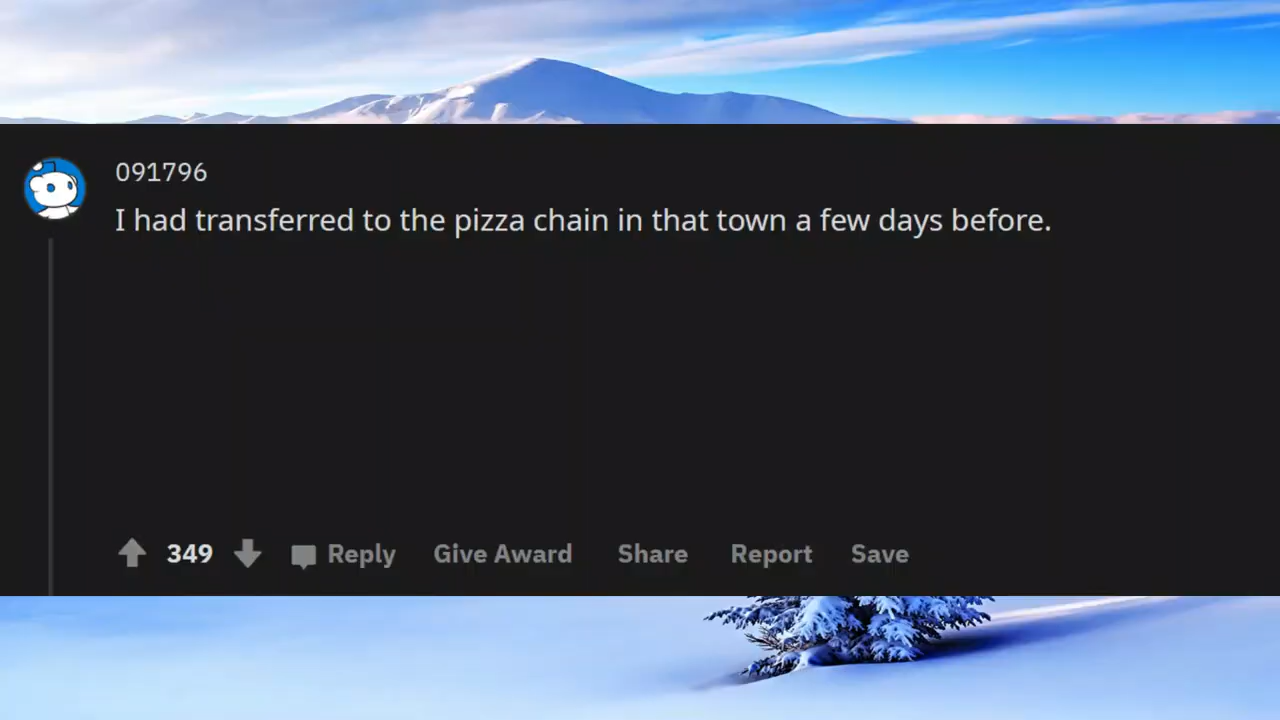 091796
I had transferred to the pizza chain in that town a few days before.
349 Reply Give Award Share Report Save